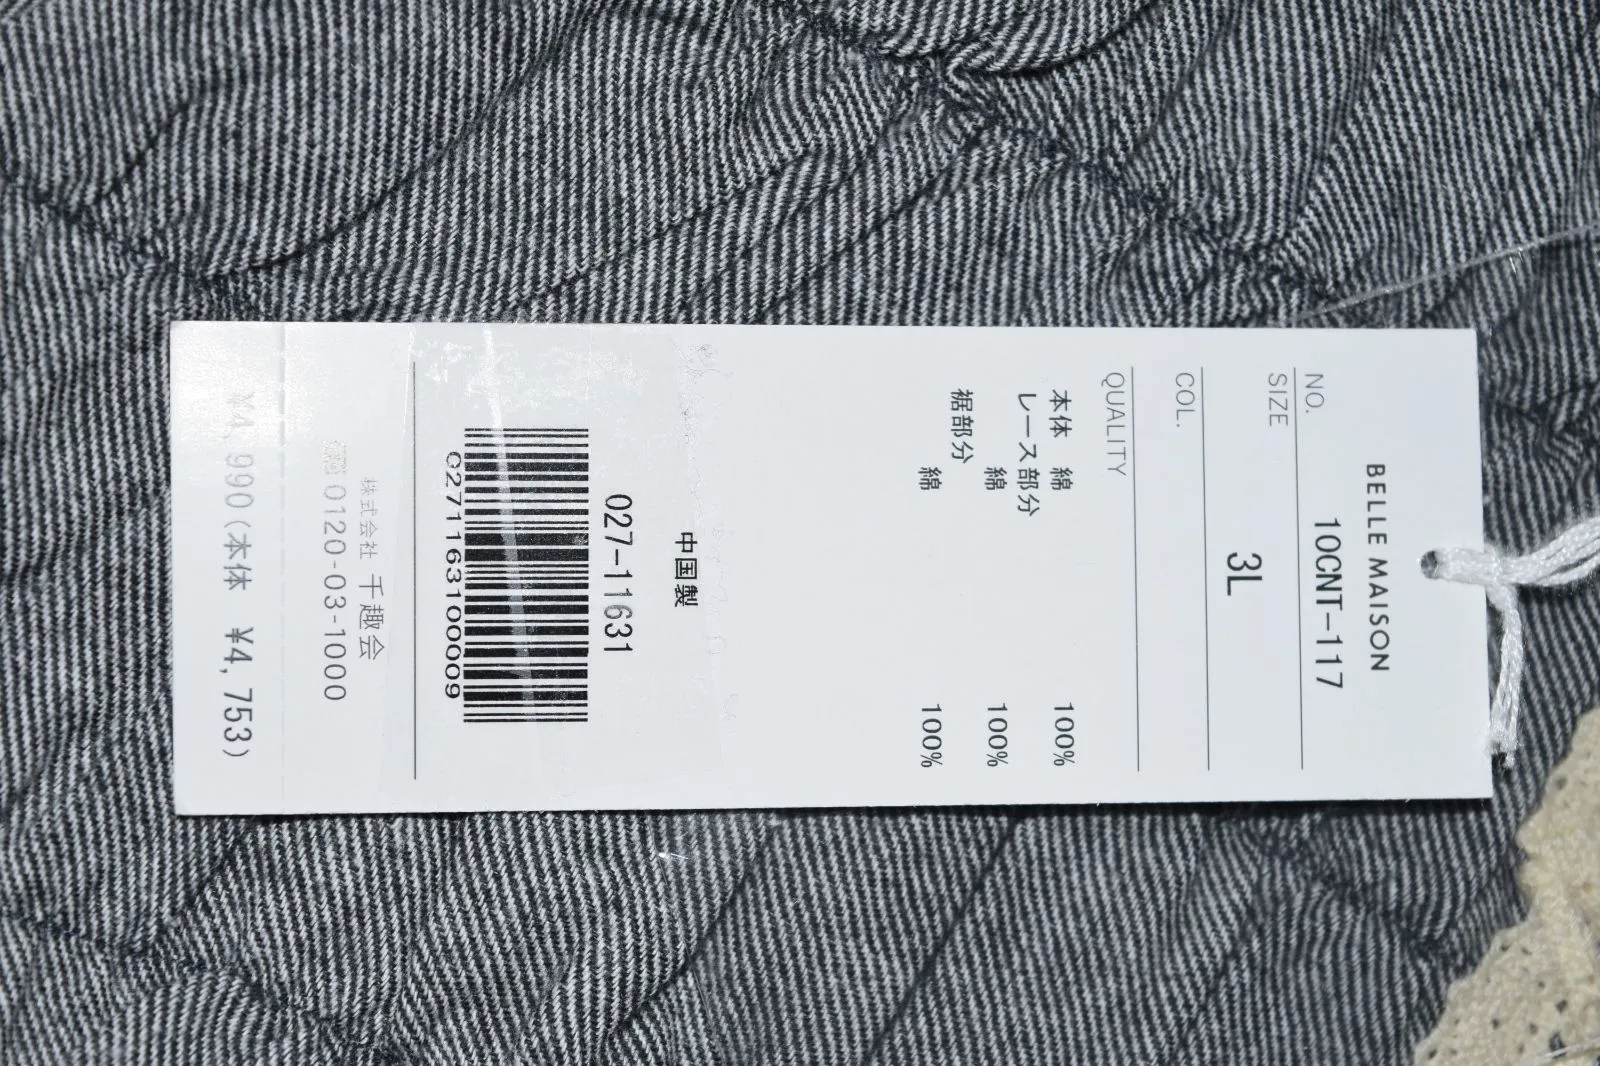 BELLE MAISON
NO. 10CNT-117
SIZE 3L
COL.
QUALITY
本体 綿 100%
レース部分
綿 100%
裾部分
綿 100%
中国製
027-11631
0271163100009
株式会社 千趣会
0120-03-1000
¥4,990(本体 ¥4,753)